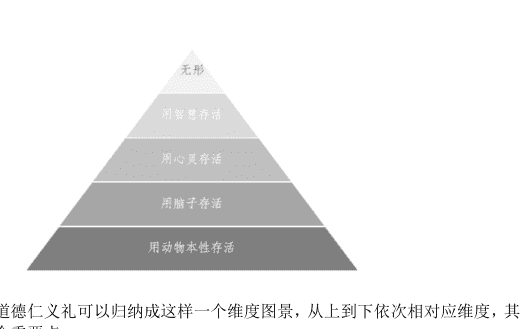 无形
用智慧存活
用心灵存活
用脑子存活
用动物本性存活
道德仁义礼可以归纳成这样一个维度图景，从上到下依次相对应维度，其